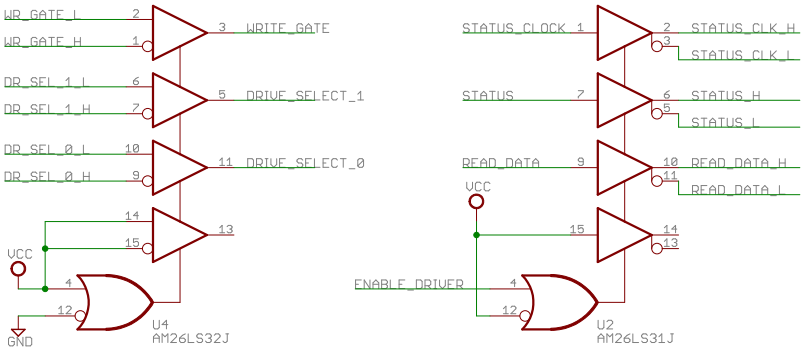 WR_GATE_L 2
3 WRITE_GATE
WR_GATE_H 1
DR_SEL_1_L 6
5 DRIVE_SELECT_1
DR_SEL_1_H 7
DR_SEL_0_L 10
11 DRIVE_SELECT_0
DR_SEL_0_H 9
14
13
15
VCC
4
12
GND
U4
AM26LS32J
STATUS_CLOCK 1
2 STATUS_CLK_H
3 STATUS_CLK_L
STATUS 7
6 STATUS_H
5 STATUS_L
READ_DATA 9
10 READ_DATA_H
11 READ_DATA_L
VCC
15
14
13
ENABLE_DRIVER 4
12
U2
AM26LS31J